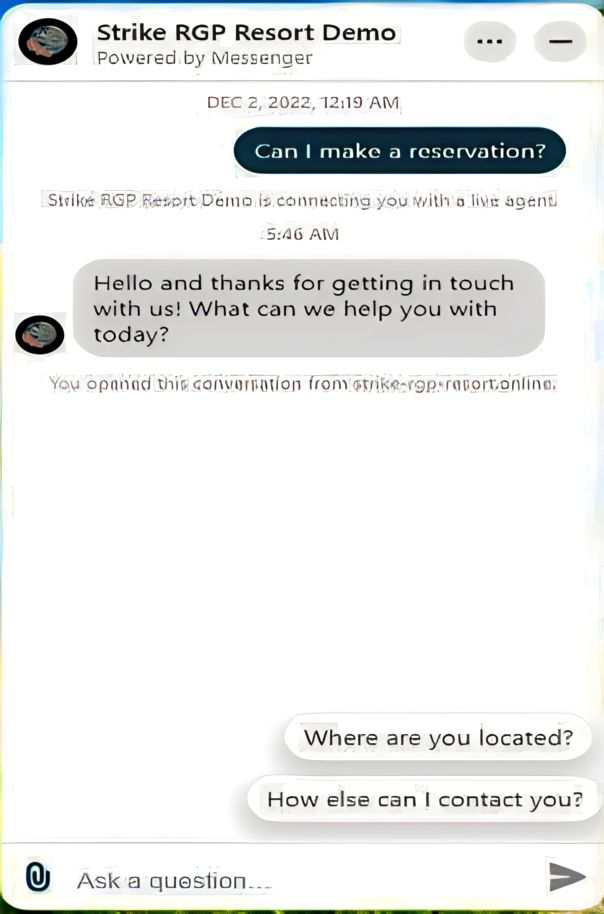 Strike RGP Resort Demo
Powered by Messenger
DEC 2, 2022, 12:19 AM
Can I make a reservation?
Strike RGP Resort Demo is connecting you with a live agent.
5:46 AM
Hello and thanks for getting in touch
with us! What can we help you with
today?
You opened this conversation from strike-rgp-resort.online.
Where are you located?
How else can I contact you?
Ask a question...